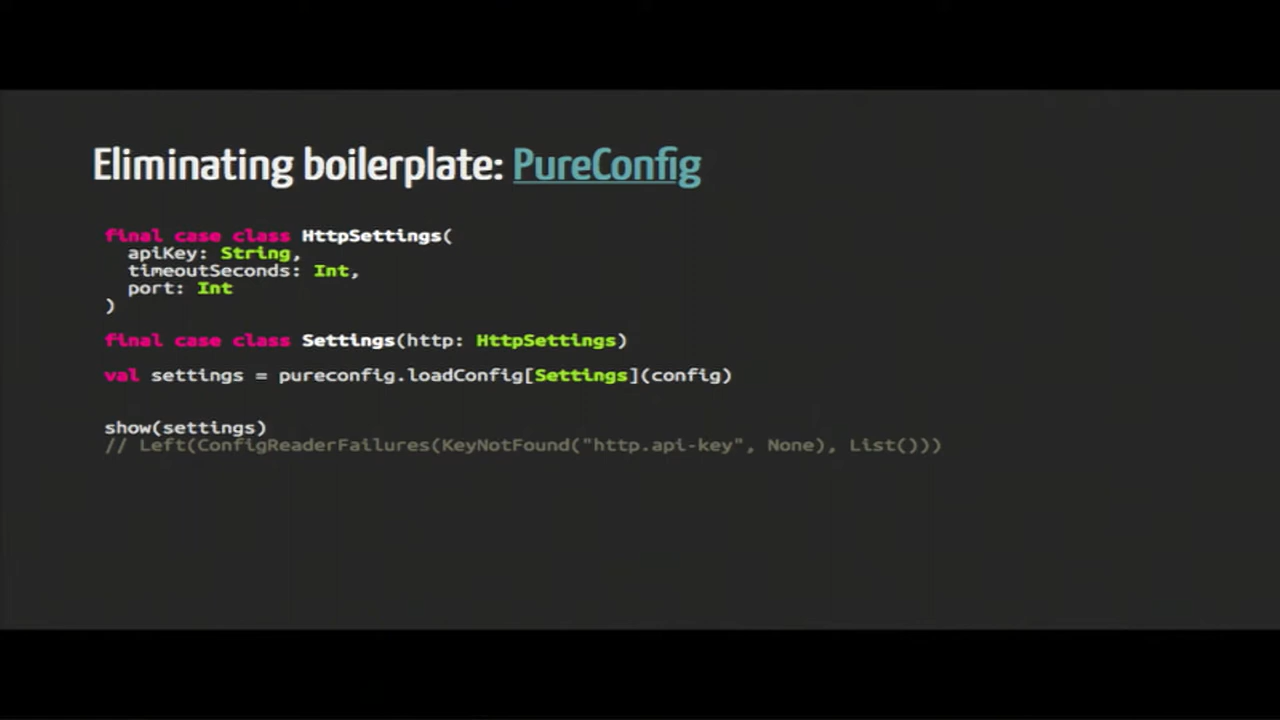 Eliminating boilerplate: PureConfig
final case class HttpSettings(
  apiKey: String,
  timeoutSeconds: Int,
  port: Int
)
final case class Settings(http: HttpSettings)
val settings = pureconfig.loadConfig[Settings](config)
show(settings)
// Left(ConfigReaderFailures(KeyNotFound("http.api-key", None), List()))